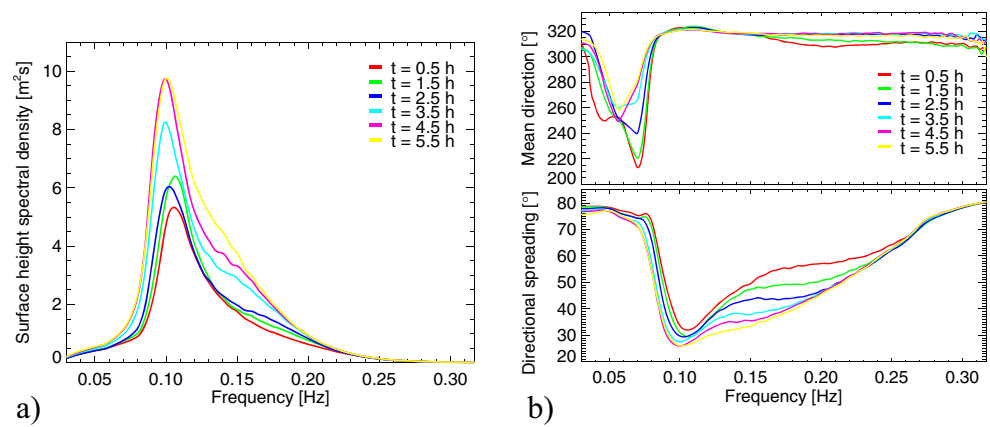 a)
Surface height spectral density [m²s]
10
8
6
4
2
0
t = 0.5 h
t = 1.5 h
t = 2.5 h
t = 3.5 h
t = 4.5 h
t = 5.5 h
0.05 0.10 0.15 0.20 0.25 0.30
Frequency [Hz]
b)
Mean direction [°]
320
300
280
260
240
220
200
t = 0.5 h
t = 1.5 h
t = 2.5 h
t = 3.5 h
t = 4.5 h
t = 5.5 h
Directional spreading [°]
80
70
60
50
40
30
20
0.05 0.10 0.15 0.20 0.25 0.30
Frequency [Hz]